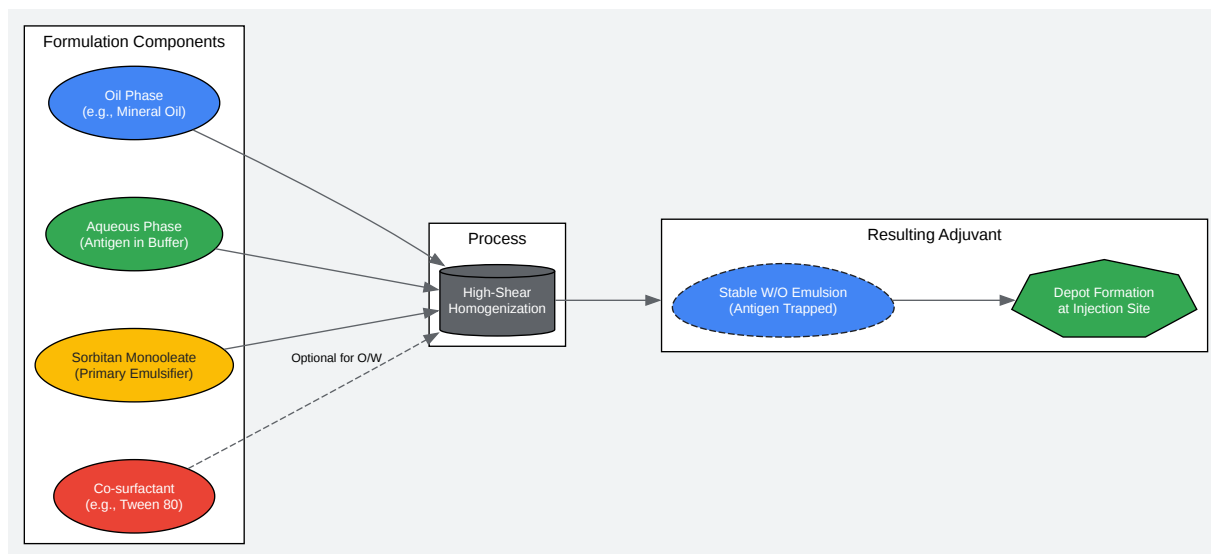 Formulation Components
Oil Phase
(e.g., Mineral Oil)
Aqueous Phase
(Antigen in Buffer)
Sorbitan Monooleate
(Primary Emulsifier)
Co-surfactant
(e.g., Tween 80)
Optional for O/W
Process
High-Shear
Homogenization
Resulting Adjuvant
Stable W/O Emulsion
(Antigen Trapped)
Depot Formation
at Injection Site